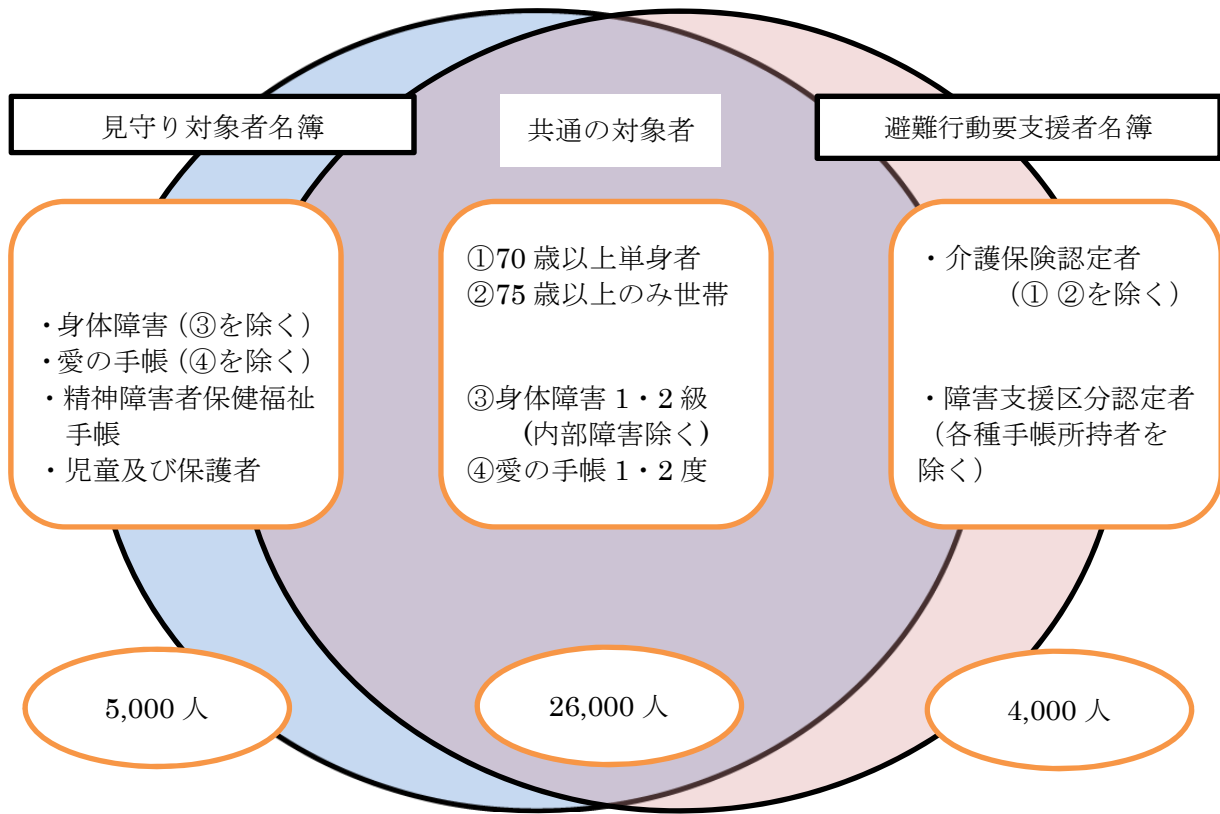 見守り対象者名簿
共通の対象者
避難行動要支援者名簿
・身体障害（③を除く）
・愛の手帳（④を除く）
・精神障害者保健福祉
手帳
・児童及び保護者
①70 歳以上単身者
②75 歳以上のみ世帯
③身体障害 1・2 級
(内部障害除く)
④愛の手帳 1・2 度
・介護保険認定者
（① ②を除く）
・障害支援区分認定者
（各種手帳所持者を
除く）
5,000 人
26,000 人
4,000 人